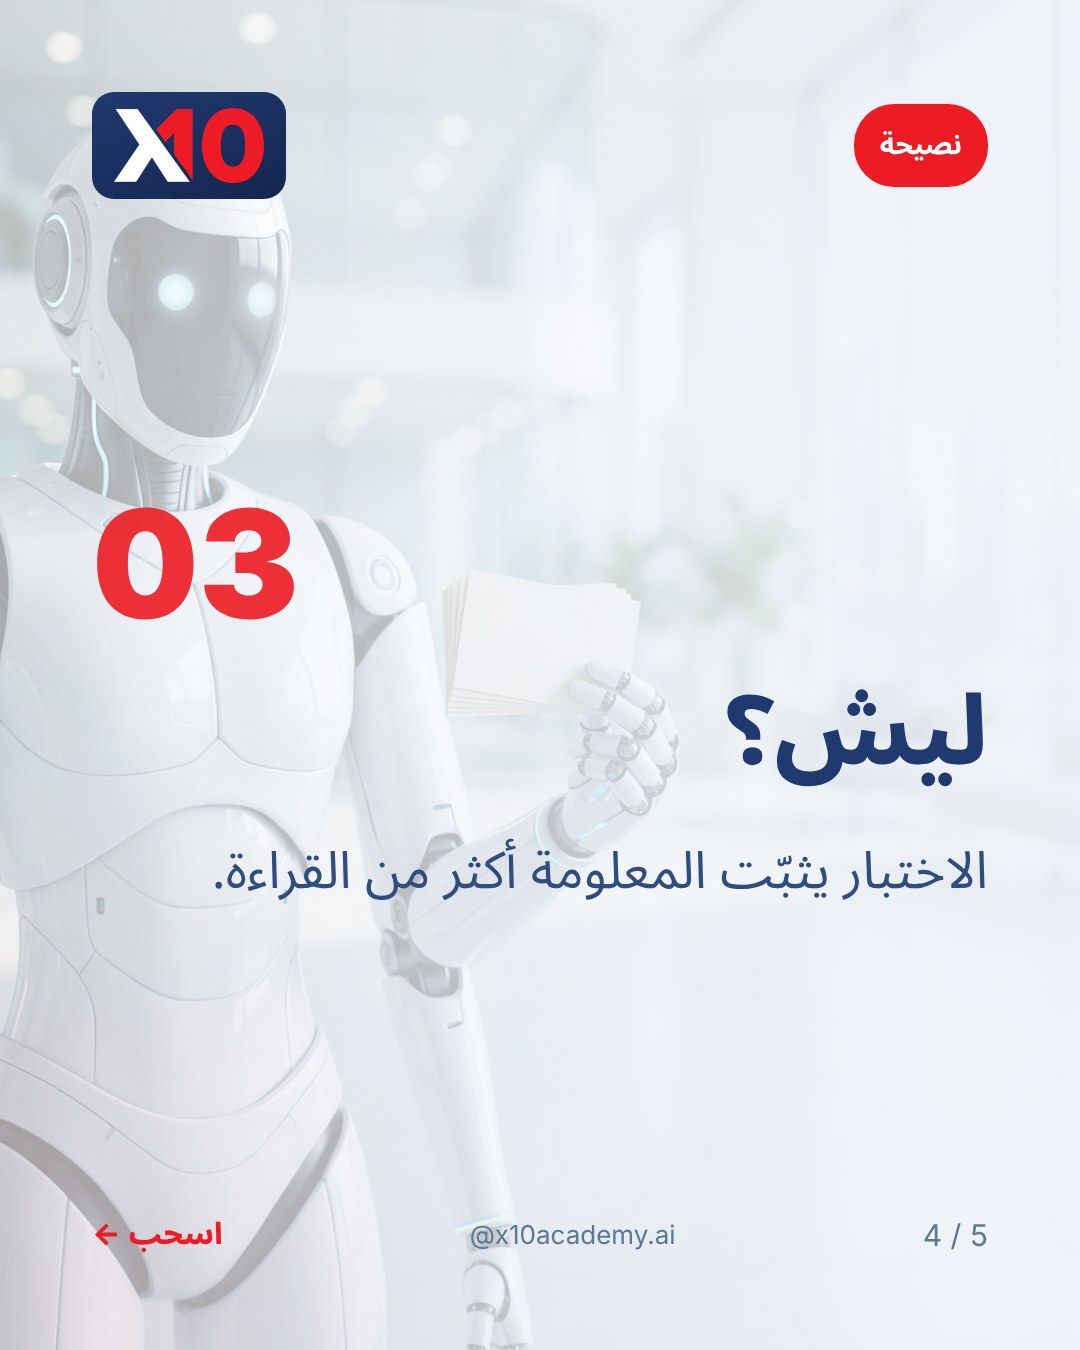 X10
نصيحة
03
ليش؟
الاختبار يثبّت المعلومة أكثر من القراءة.
اسحب ←
@x10academy.ai
4 / 5